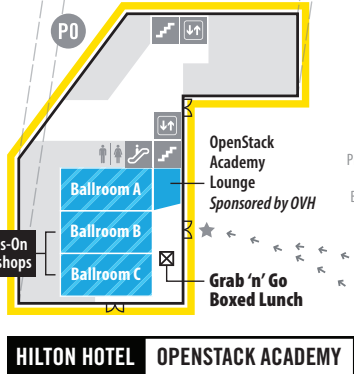 P0
OpenStack
Academy
Lounge
Sponsored by OVH
Ballroom A
Ballroom B
s-On
shops
Ballroom C
Grab ‘n’ Go
Boxed Lunch
P
E
HILTON HOTEL OPENSTACK ACADEMY